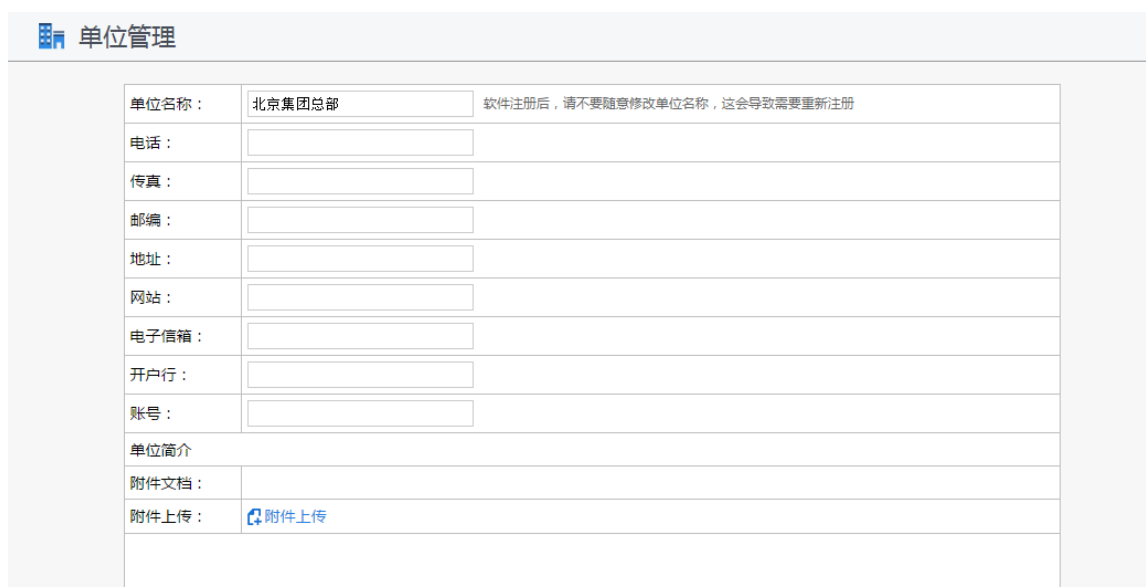 单位管理
单位名称： 北京集团总部 软件注册后，请不要随意修改单位名称，这会导致需要重新注册
电话：
传真：
邮编：
地址：
网站：
电子信箱：
开户行：
账号：
单位简介
附件文档：
附件上传： 附件上传